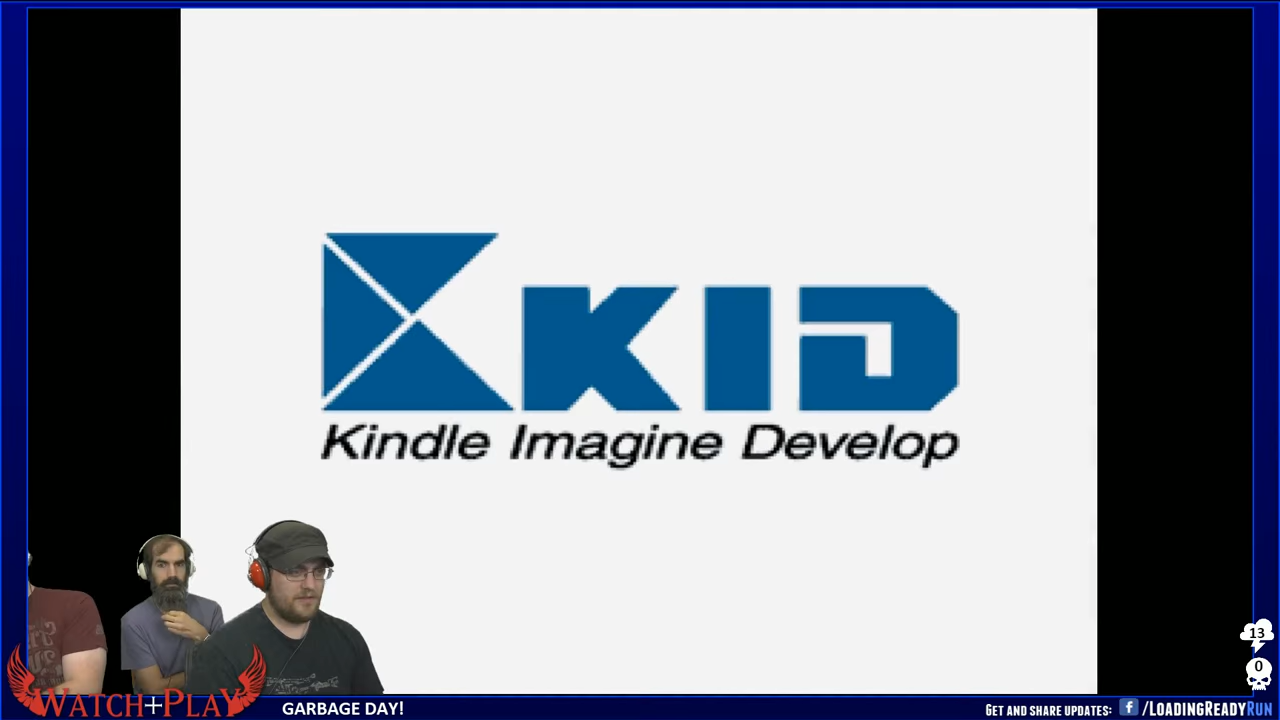 KID
Kindle Imagine Develop
13
0
WATCH+PLAY
GARBAGE DAY!
GET AND SHARE UPDATES: f /LOADINGREADYRUN